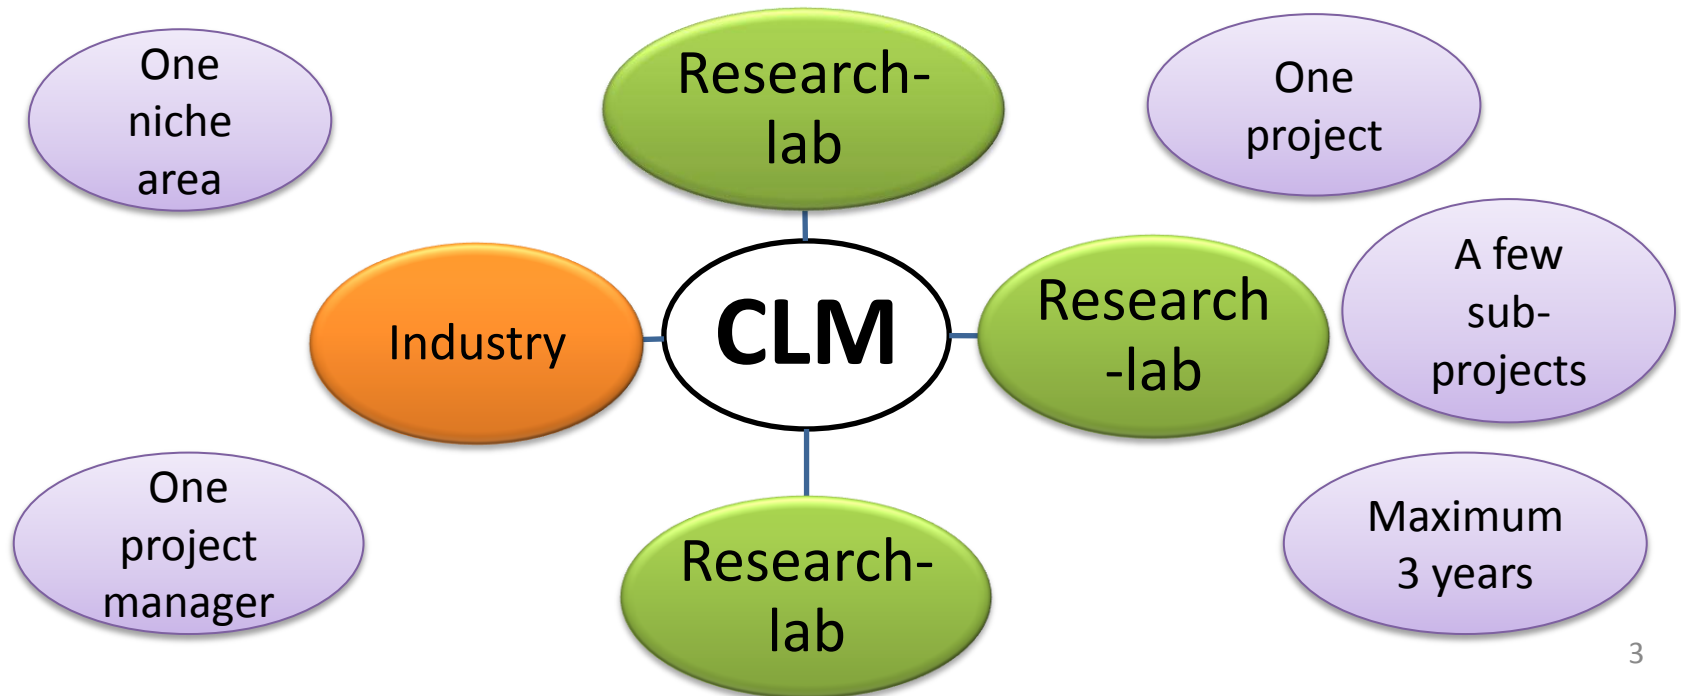 One
niche
area
Research-
lab
One
project
Industry
CLM
Research
-lab
A few
sub-
projects
One
project
manager
Research-
lab
Maximum
3 years
3